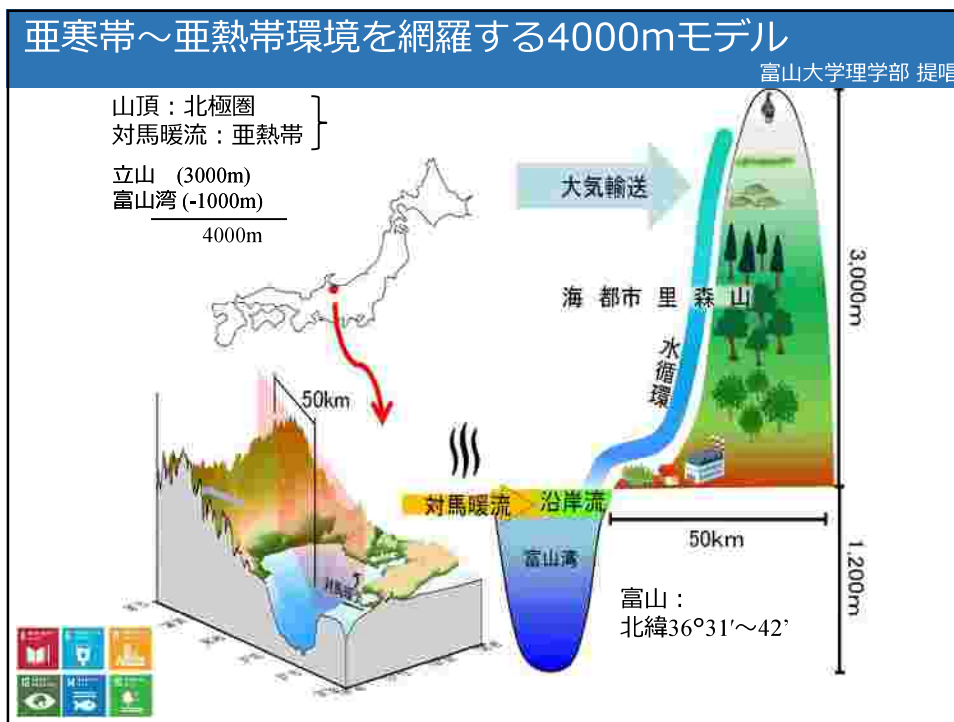 亜寒帯～亜熱帯環境を網羅する4000mモデル
富山大学理学部 提唱
山頂：北極圏
対馬暖流：亜熱帯
立山 (3000m)
富山湾 (-1000m)
4000m
大気輸送
海 都市 里 森 山
水循環
3,000m
50km
対馬暖流
沿岸流
富山湾
50km
1,200m
富山：
北緯36°31′～42’